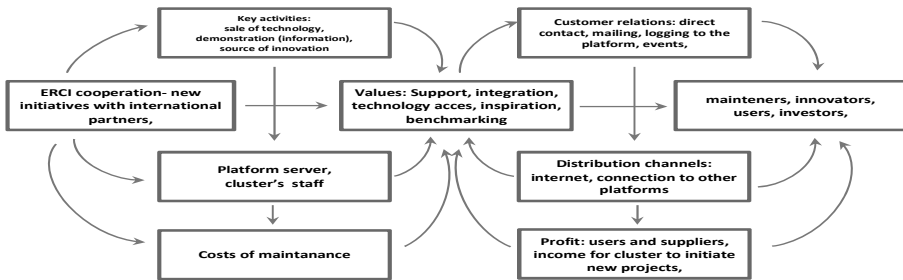 Key activities:
sale of technology,
demonstration (information),
source of innovation
Customer relations: direct
contact, mailing, logging to the
platform, events,
ERCI cooperation- new
initiatives with international
partners,
Values: Support, integration,
technology acces, inspiration,
benchmarking
mainteners, innovators,
users, investors,
Platform server,
cluster's staff
Distribution channels:
internet, connection to other
platforms
Costs of maintanance
Profit: users and suppliers,
income for cluster to initiate
new projects,